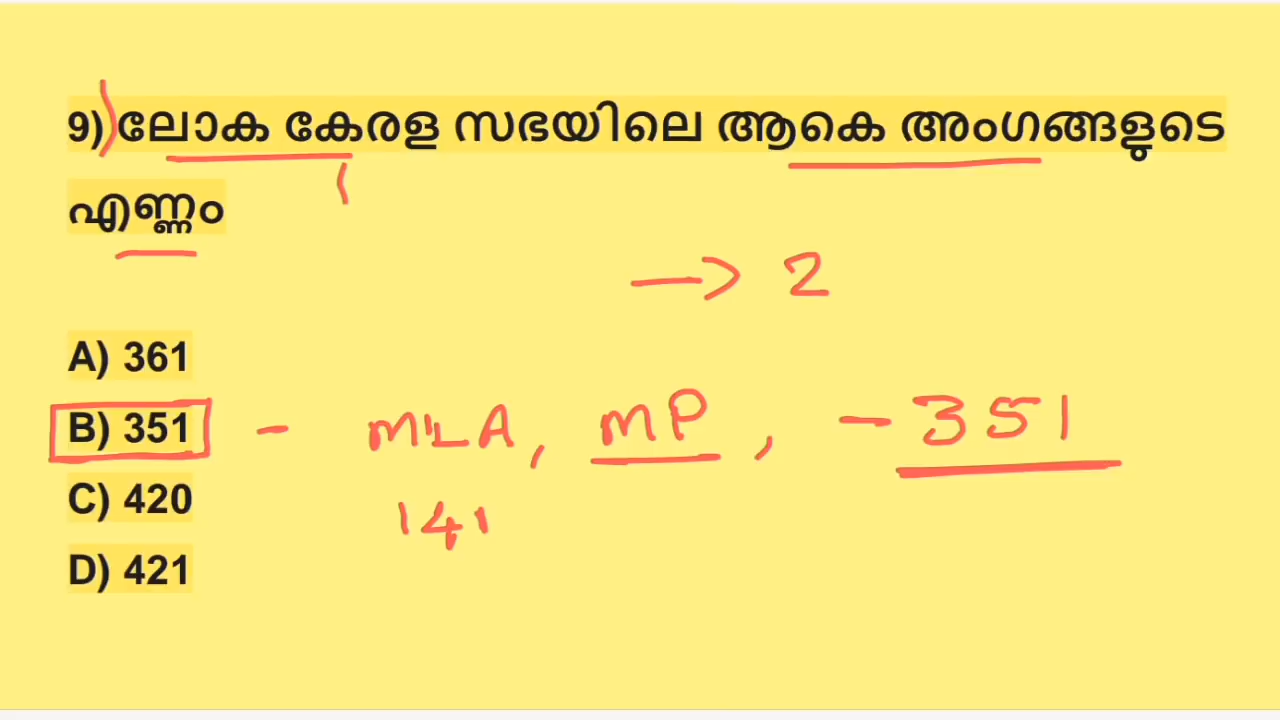 9) ലോക കേരള സഭയിലെ ആകെ അംഗങ്ങളുടെ
എണ്ണം
→ 2
A) 361
B) 351 - MLA, MP, - 351
141
C) 420
D) 421